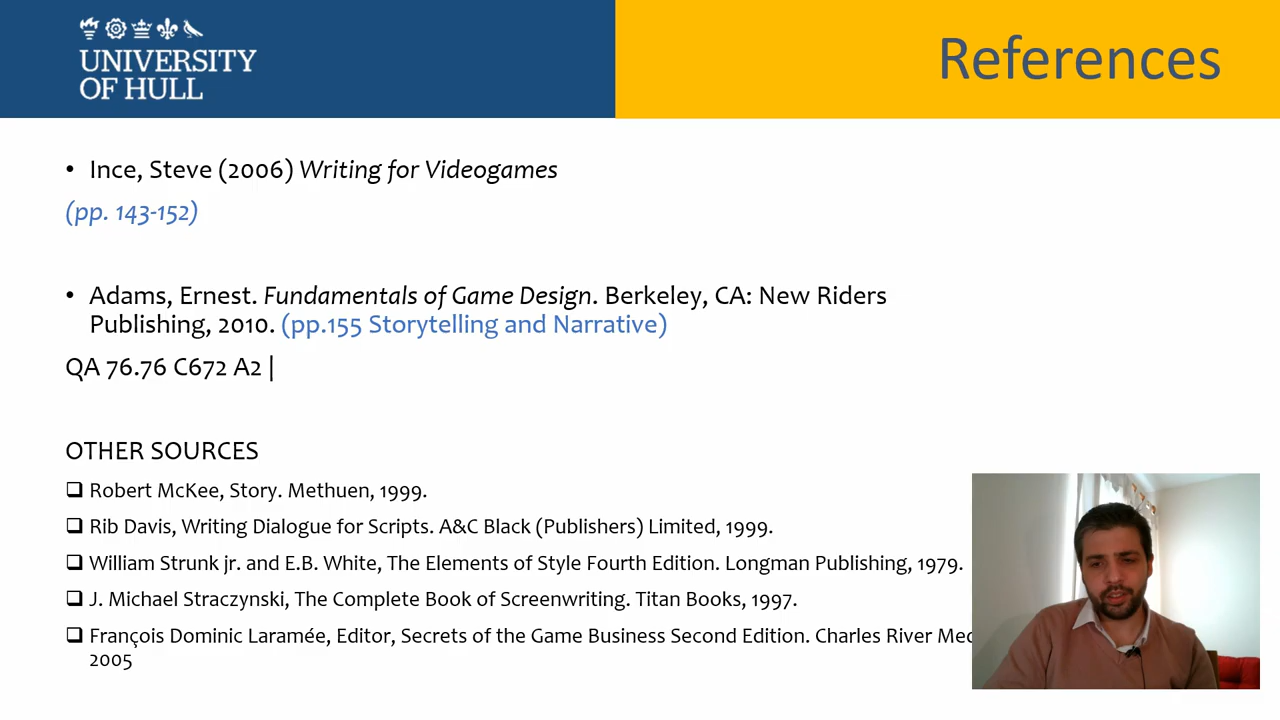 UNIVERSITY
OF HULL
References
• Ince, Steve (2006) Writing for Videogames
(pp. 143-152)
• Adams, Ernest. Fundamentals of Game Design. Berkeley, CA: New Riders
Publishing, 2010. (pp.155 Storytelling and Narrative)
QA 76.76 C672 A2 |
OTHER SOURCES
❑ Robert McKee, Story. Methuen, 1999.
❑ Rib Davis, Writing Dialogue for Scripts. A&C Black (Publishers) Limited, 1999.
❑ William Strunk jr. and E.B. White, The Elements of Style Fourth Edition. Longman Publishing, 1979.
❑ J. Michael Straczynski, The Complete Book of Screenwriting. Titan Books, 1997.
❑ François Dominic Laramée, Editor, Secrets of the Game Business Second Edition. Charles River
2005